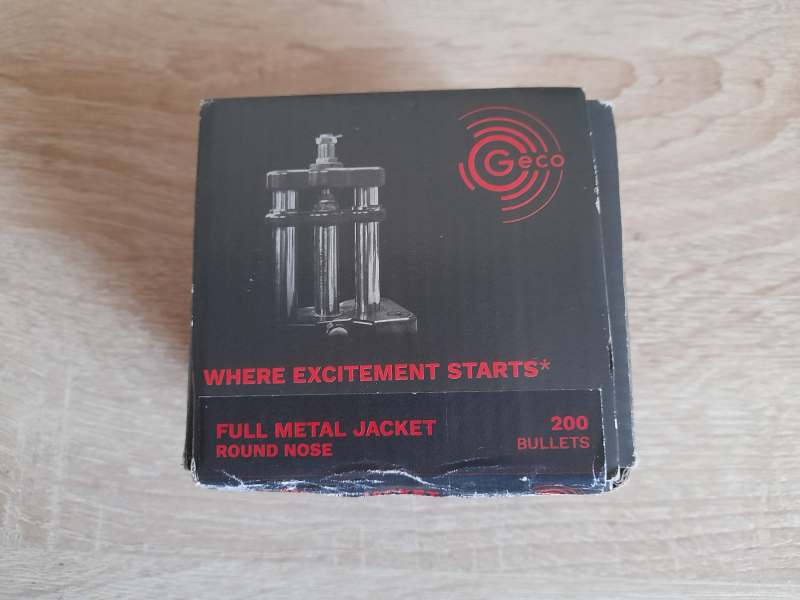 Geco
WHERE EXCITEMENT STARTS*
FULL METAL JACKET
ROUND NOSE
200
BULLETS